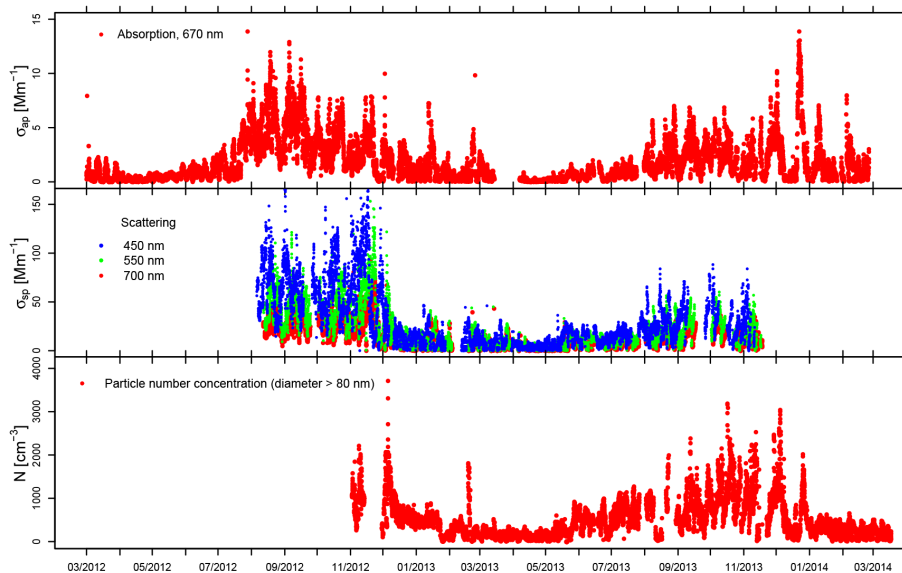 15
10
5
0
σap [Mm−1]
Absorption, 670 nm
150
100
50
0
σsp [Mm−1]
Scattering
450 nm
550 nm
700 nm
4000
3000
2000
1000
0
N [cm−3]
Particle number concentration (diameter > 80 nm)
03/2012 05/2012 07/2012 09/2012 11/2012 01/2013 03/2013 05/2013 07/2013 09/2013 11/2013 01/2014 03/2014